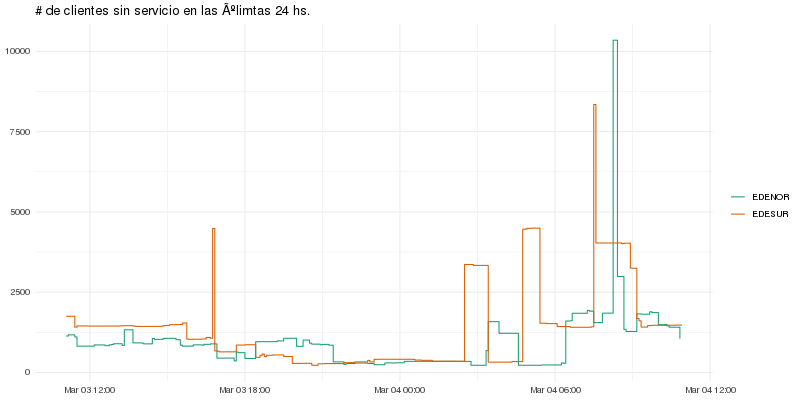 # de clientes sin servicio en las Ãºlimtas 24 hs.
10000
7500
5000
2500
0
Mar 03 12:00 Mar 03 18:00 Mar 04 00:00 Mar 04 06:00 Mar 04 12:00
EDENOR
EDESUR